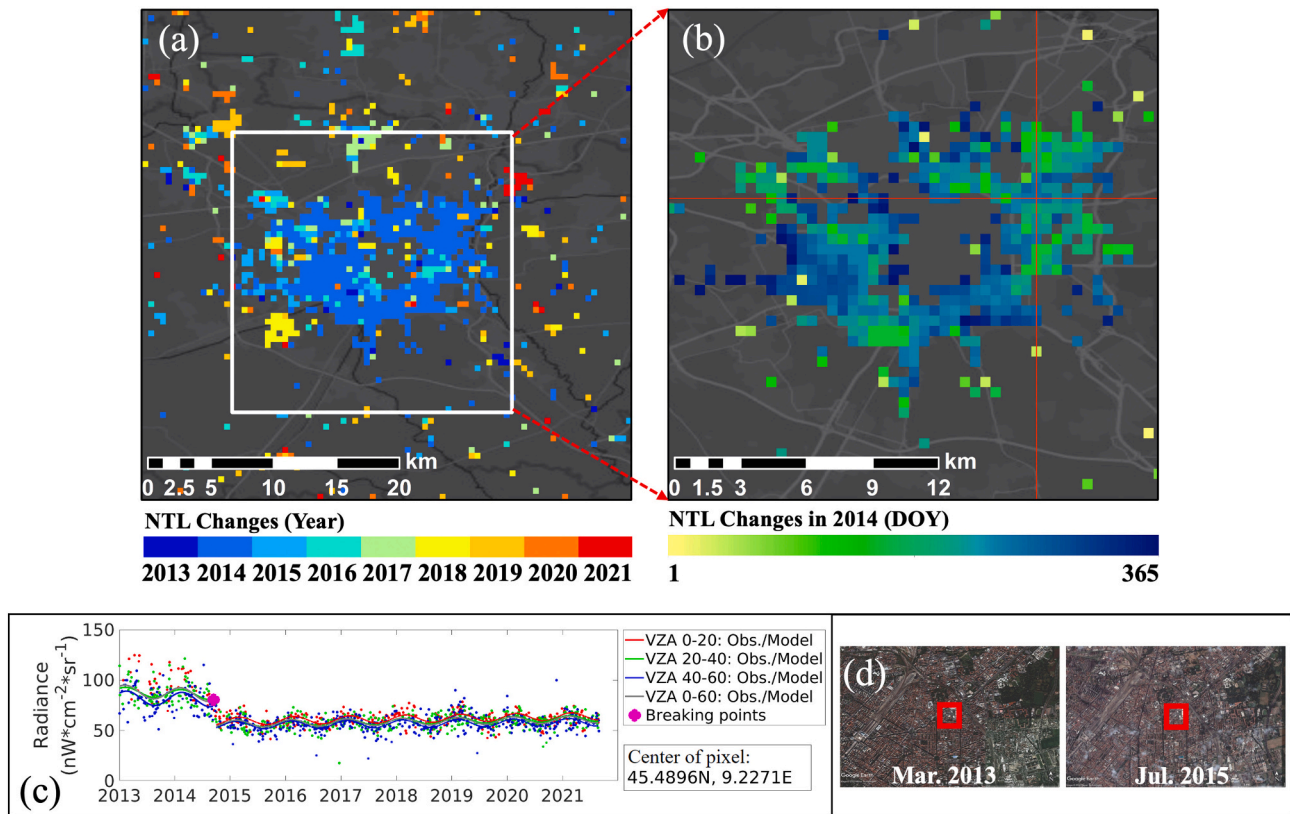 (a)
(b)
km
0 2.5 5 10 15 20
km
0 1.5 3 6 9 12
NTL Changes (Year)
2013 2014 2015 2016 2017 2018 2019 2020 2021
NTL Changes in 2014 (DOY)
1 365
150
100
50
0
Radiance
(nW*cm-2*sr-1)
2013 2014 2015 2016 2017 2018 2019 2020 2021
VZA 0-20: Obs./Model
VZA 20-40: Obs./Model
VZA 40-60: Obs./Model
VZA 0-60: Obs./Model
Breaking points
Center of pixel:
45.4896N, 9.2271E
(c)
(d)
Google Earth
Mar. 2013
Google Earth
Jul. 2015